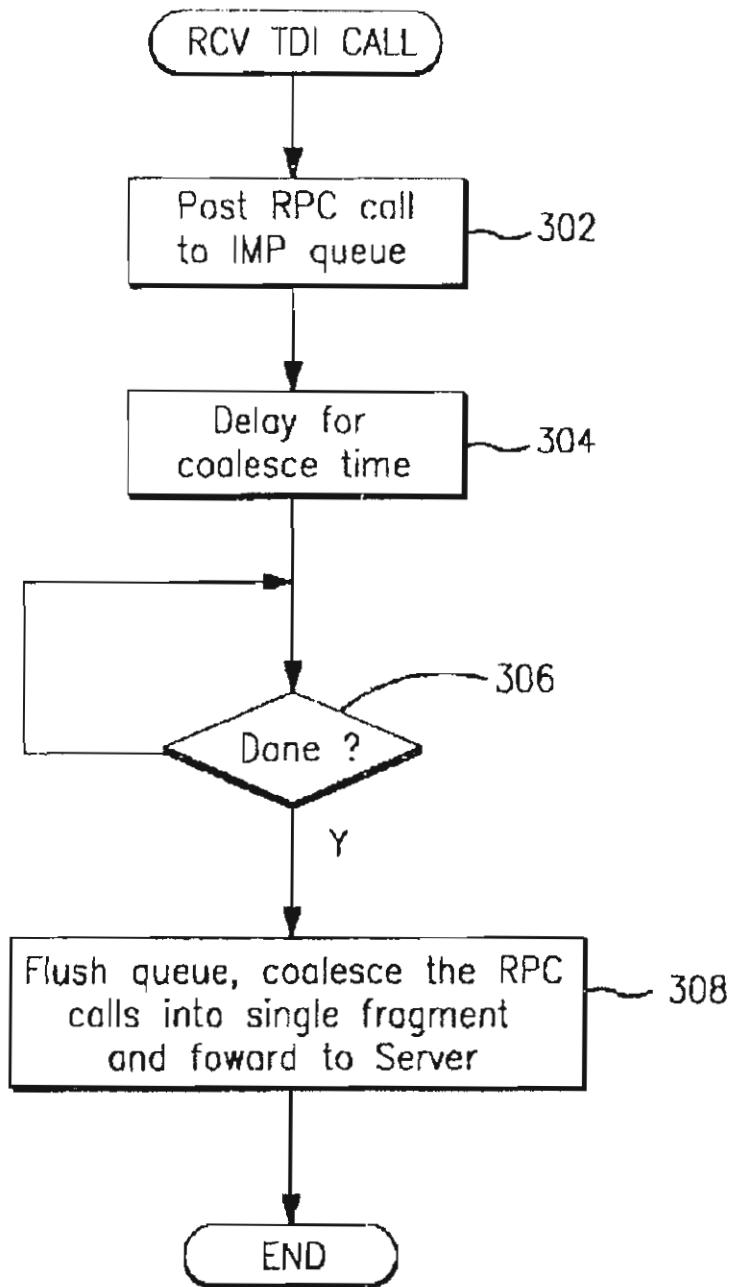 RCV TDI CALL
Post RPC call
to IMP queue
302
Delay for
coalesce time
304
306
Done ?
Y
Flush queue, coalesce the RPC
calls into single fragment
and foward to Server
308
END